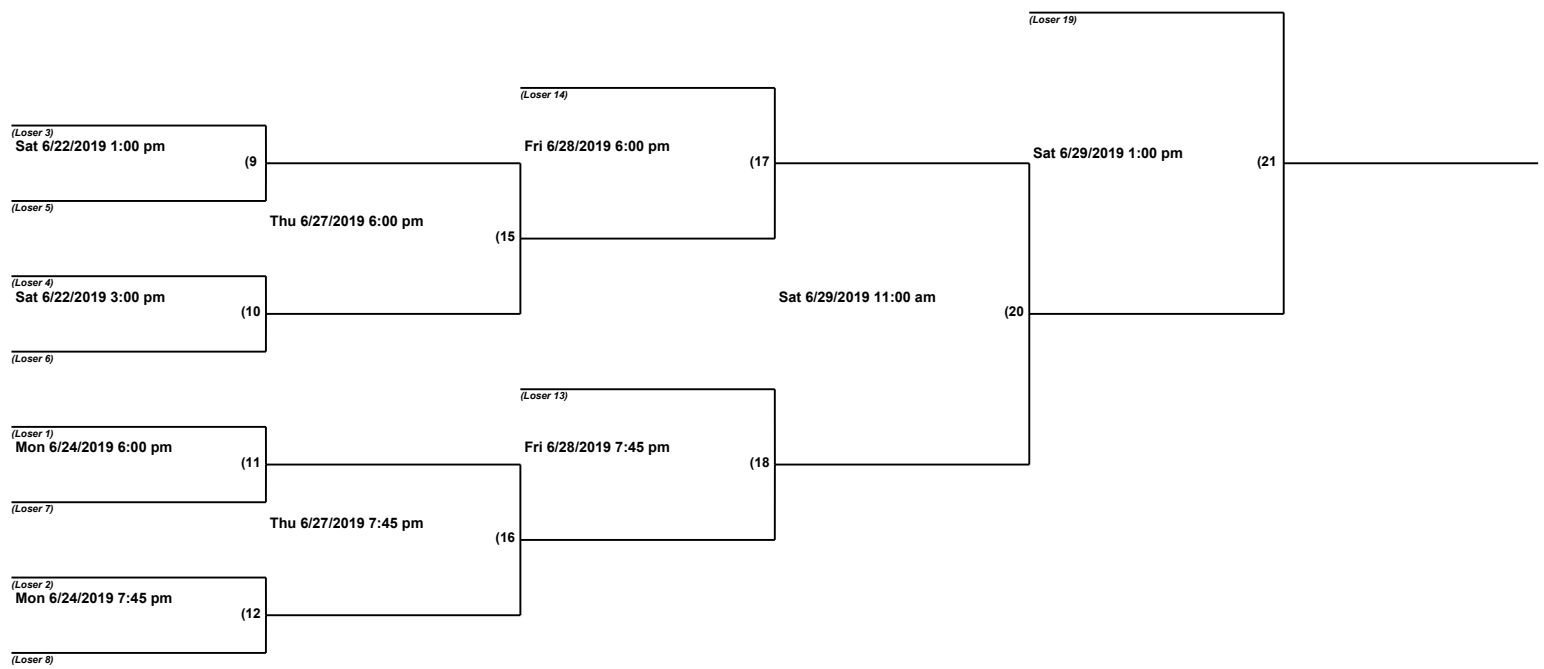 (Loser 19)
(Loser 14)
(Loser 3)
Sat 6/22/2019 1:00 pm
Fri 6/28/2019 6:00 pm
Sat 6/29/2019 1:00 pm
(9
(17
(21
(Loser 5)
Thu 6/27/2019 6:00 pm
(15
(Loser 4)
Sat 6/22/2019 3:00 pm
Sat 6/29/2019 11:00 am
(10
(20
(Loser 6)
(Loser 13)
(Loser 1)
Mon 6/24/2019 6:00 pm
Fri 6/28/2019 7:45 pm
(11
(18
(Loser 7)
Thu 6/27/2019 7:45 pm
(16
(Loser 2)
Mon 6/24/2019 7:45 pm
(12
(Loser 8)